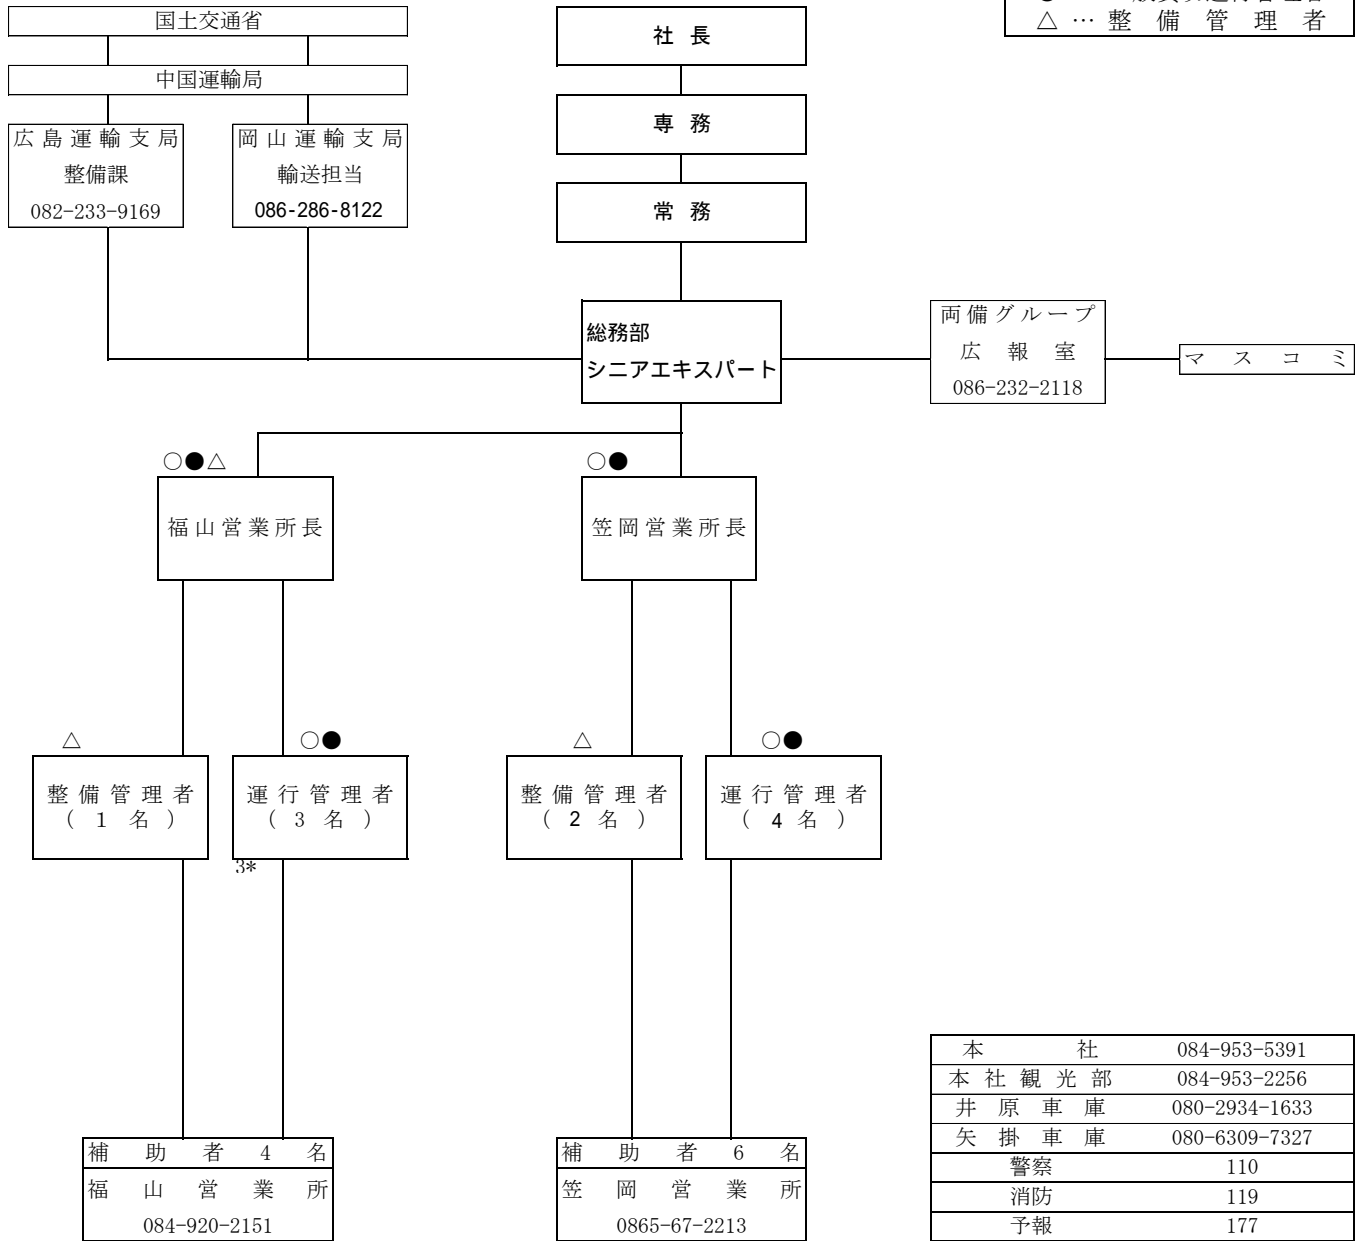 国土交通省
中国運輸局
広島運輸支局
整備課
082-233-9169
岡山運輸支局
輸送担当
086-286-8122
社長
専務
常務
△…整備管理者
総務部
シニアエキスパート
両備グループ
広報室
086-232-2118
マスコミ
○●△
福山営業所長
○●
笠岡営業所長
△
整備管理者
(1名)
○●
運行管理者
(3名)
3*
△
整備管理者
(2名)
○●
運行管理者
(4名)
補助者4名
福山営業所
084-920-2151
補助者6名
笠岡営業所
0865-67-2213
本社 084-953-5391
本社観光部 084-953-2256
井原車庫 080-2934-1633
矢掛車庫 080-6309-7327
警察 110
消防 119
予報 177